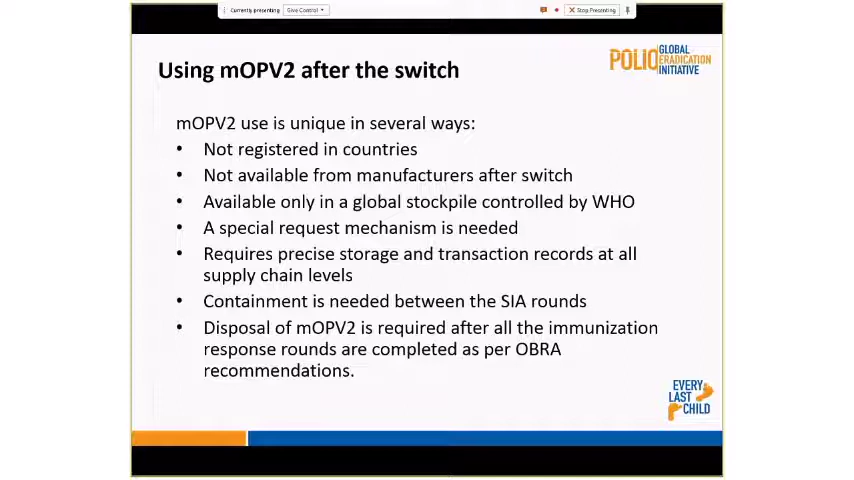 Currently presenting
Give Control
Stop Presenting
Using mOPV2 after the switch
POLIO GLOBAL
ERADICATION
INITIATIVE
mOPV2 use is unique in several ways:
• Not registered in countries
• Not available from manufacturers after switch
• Available only in a global stockpile controlled by WHO
• A special request mechanism is needed
• Requires precise storage and transaction records at all
supply chain levels
• Containment is needed between the SIA rounds
• Disposal of mOPV2 is required after all the immunization
response rounds are completed as per OBRA
recommendations.
EVERY
LAST
CHILD